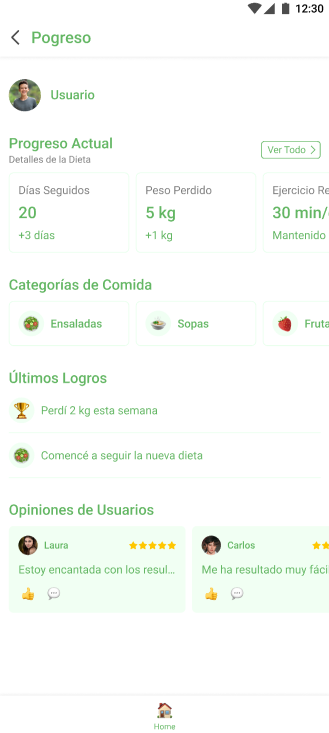 12:30
Pogreso
Usuario
Progreso Actual
Ver Todo
Detalles de la Dieta
Días Seguidos
Peso Perdido
Ejercicio Re
20
5 kg
30 min/
+3 días
+1 kg
Mantenido
Categorías de Comida
Ensaladas
Sopas
Fruta
Últimos Logros
Perdí 2 kg esta semana
Comencé a seguir la nueva dieta
Opiniones de Usuarios
Laura
Carlos
Estoy encantada con los resul...
Me ha resultado muy fáci
Home